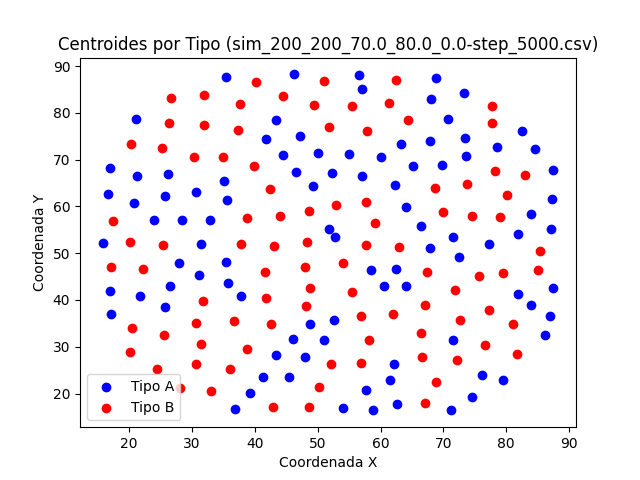 Centroides por Tipo (sim_200_200_70.0_80.0_0.0-step_5000.csv)
90
80
70
60
50
40
30
20
Coordenada Y
Tipo A
Tipo B
20 30 40 50 60 70 80 90
Coordenada X